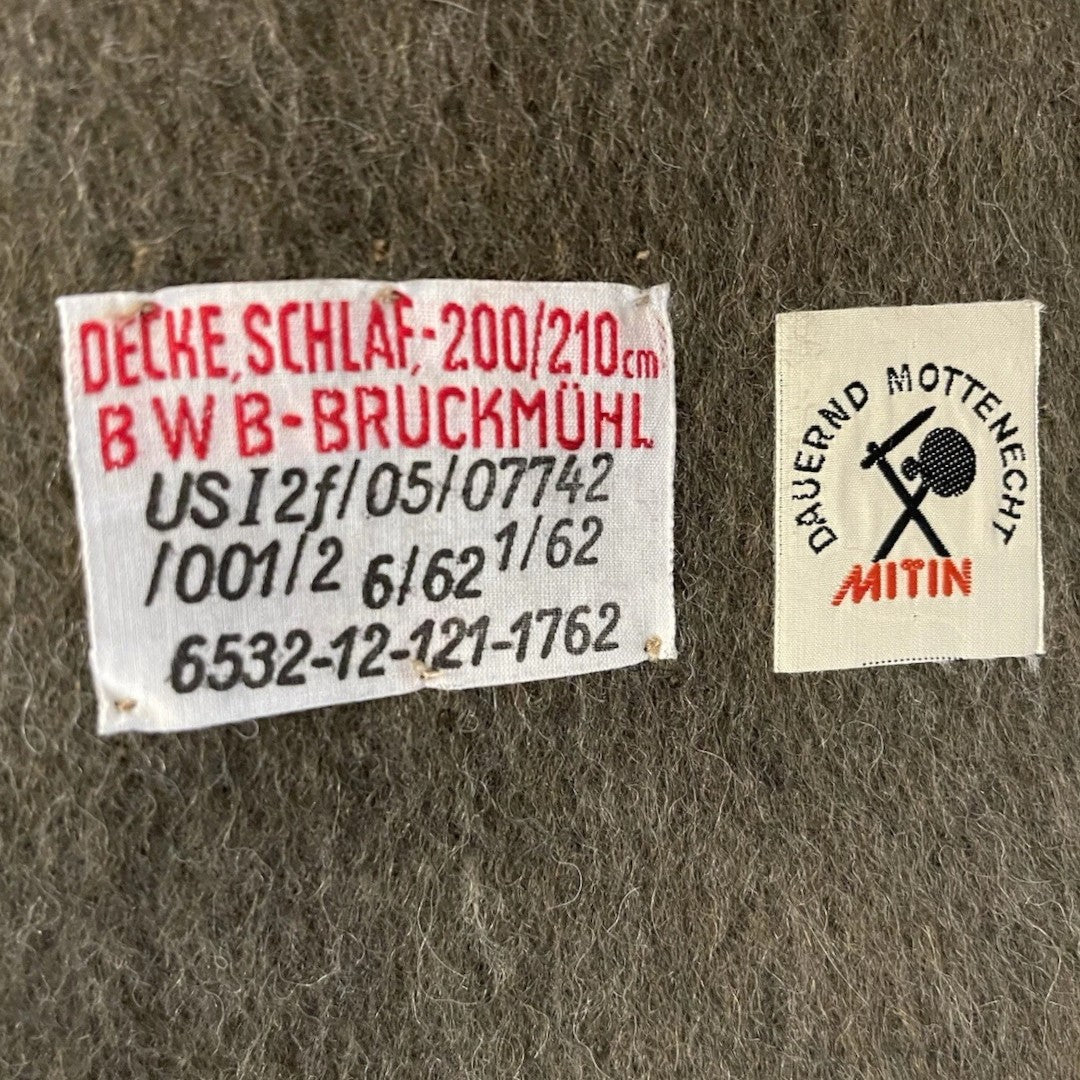 DECKE, SCHLAF,-200/210cm
B W B-BRUCKMÜHL
USI2f/05/07742
/001/2 6/62 1/62
6532-12-121-1762
DAUERND MOTTENECHT
MITIN